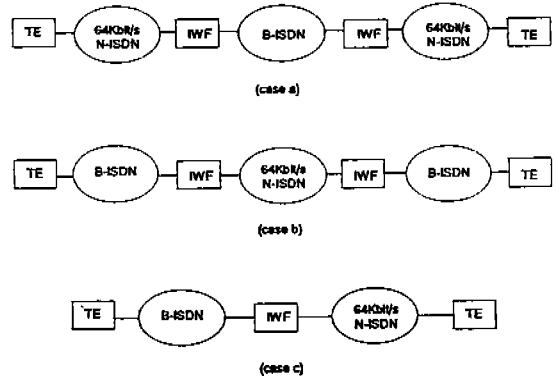 TE
64Kbit/s
N-ISDN
IWF
B-ISDN
IWF
64Kbit/s
N-ISDN
TE
(case a)
TE
B-ISDN
IWF
64Kbit/s
N-ISDN
IWF
B-ISDN
TE
(case b)
TE
B-ISDN
IWF
64Kbit/s
N-ISDN
TE
(case c)